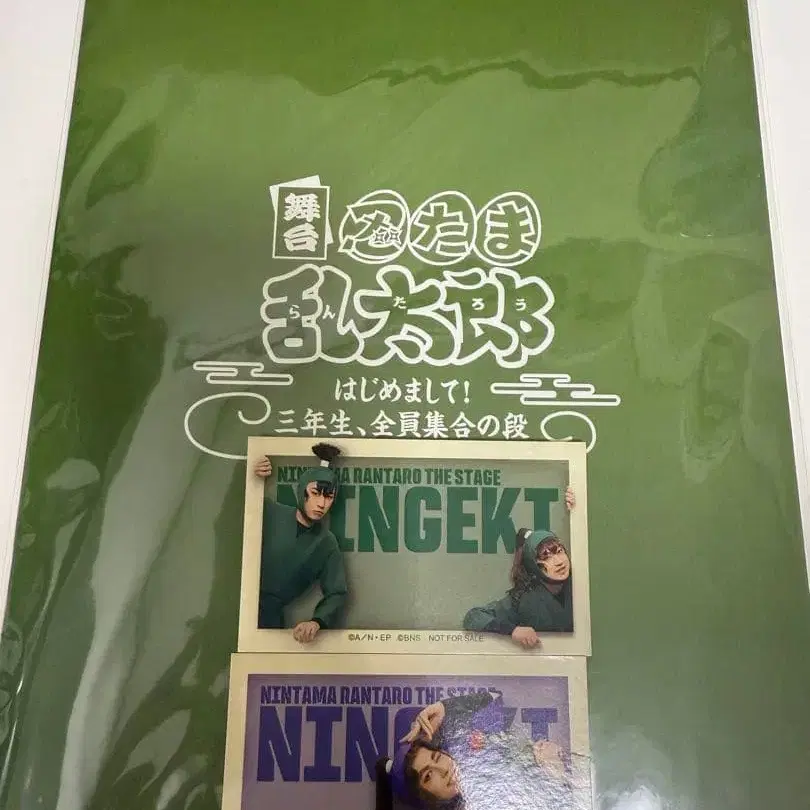 舞台
忍たま
乱太郎
らんたろう
はじめまして!
三年生、全員集合の段
NINTAMA RANTARO THE STAGE
NINGEKI
©A/N・EP ©BNS NOT FOR SALE
NINTAMA RANTARO THE STAGE
NINGEKI